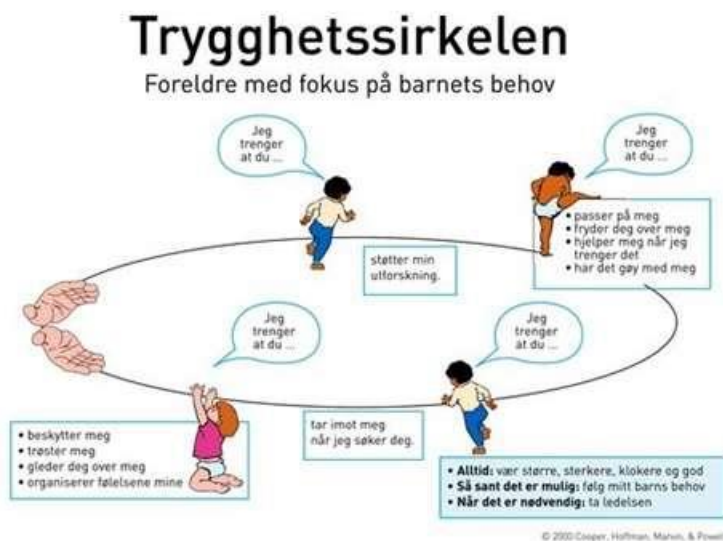 Trygghetssirkelen
Foreldre med fokus på barnets behov
Jeg
trenger
at du ...
Jeg
trenger
at du ...
støtter min
utforskning.
• passer på meg
• fryder deg over meg
• hjelper meg når jeg
trenger det
• har det gøy med meg
Jeg
trenger
at du ...
Jeg
trenger
at du ...
• beskytter meg
• trøster meg
• gleder deg over meg
• organiserer følelsene mine
tar imot meg
når jeg søker deg.
• Alltid: vær større, sterkere, klokere og god
• Så sant det er mulig: følg mitt barns behov
• Når det er nødvendig: ta ledelsen
© 2000 Cooper, Hoffman, Marvin, & Powell